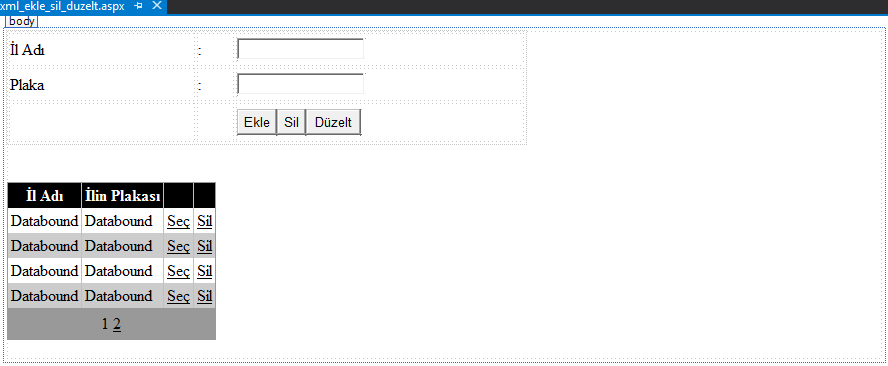 xml_ekle_sil_duzelt.aspx
body
İl Adı :
Plaka :
Ekle Sil Düzelt
İl Adı İlin Plakası
Databound Databound Seç Sil
Databound Databound Seç Sil
Databound Databound Seç Sil
Databound Databound Seç Sil
1 2